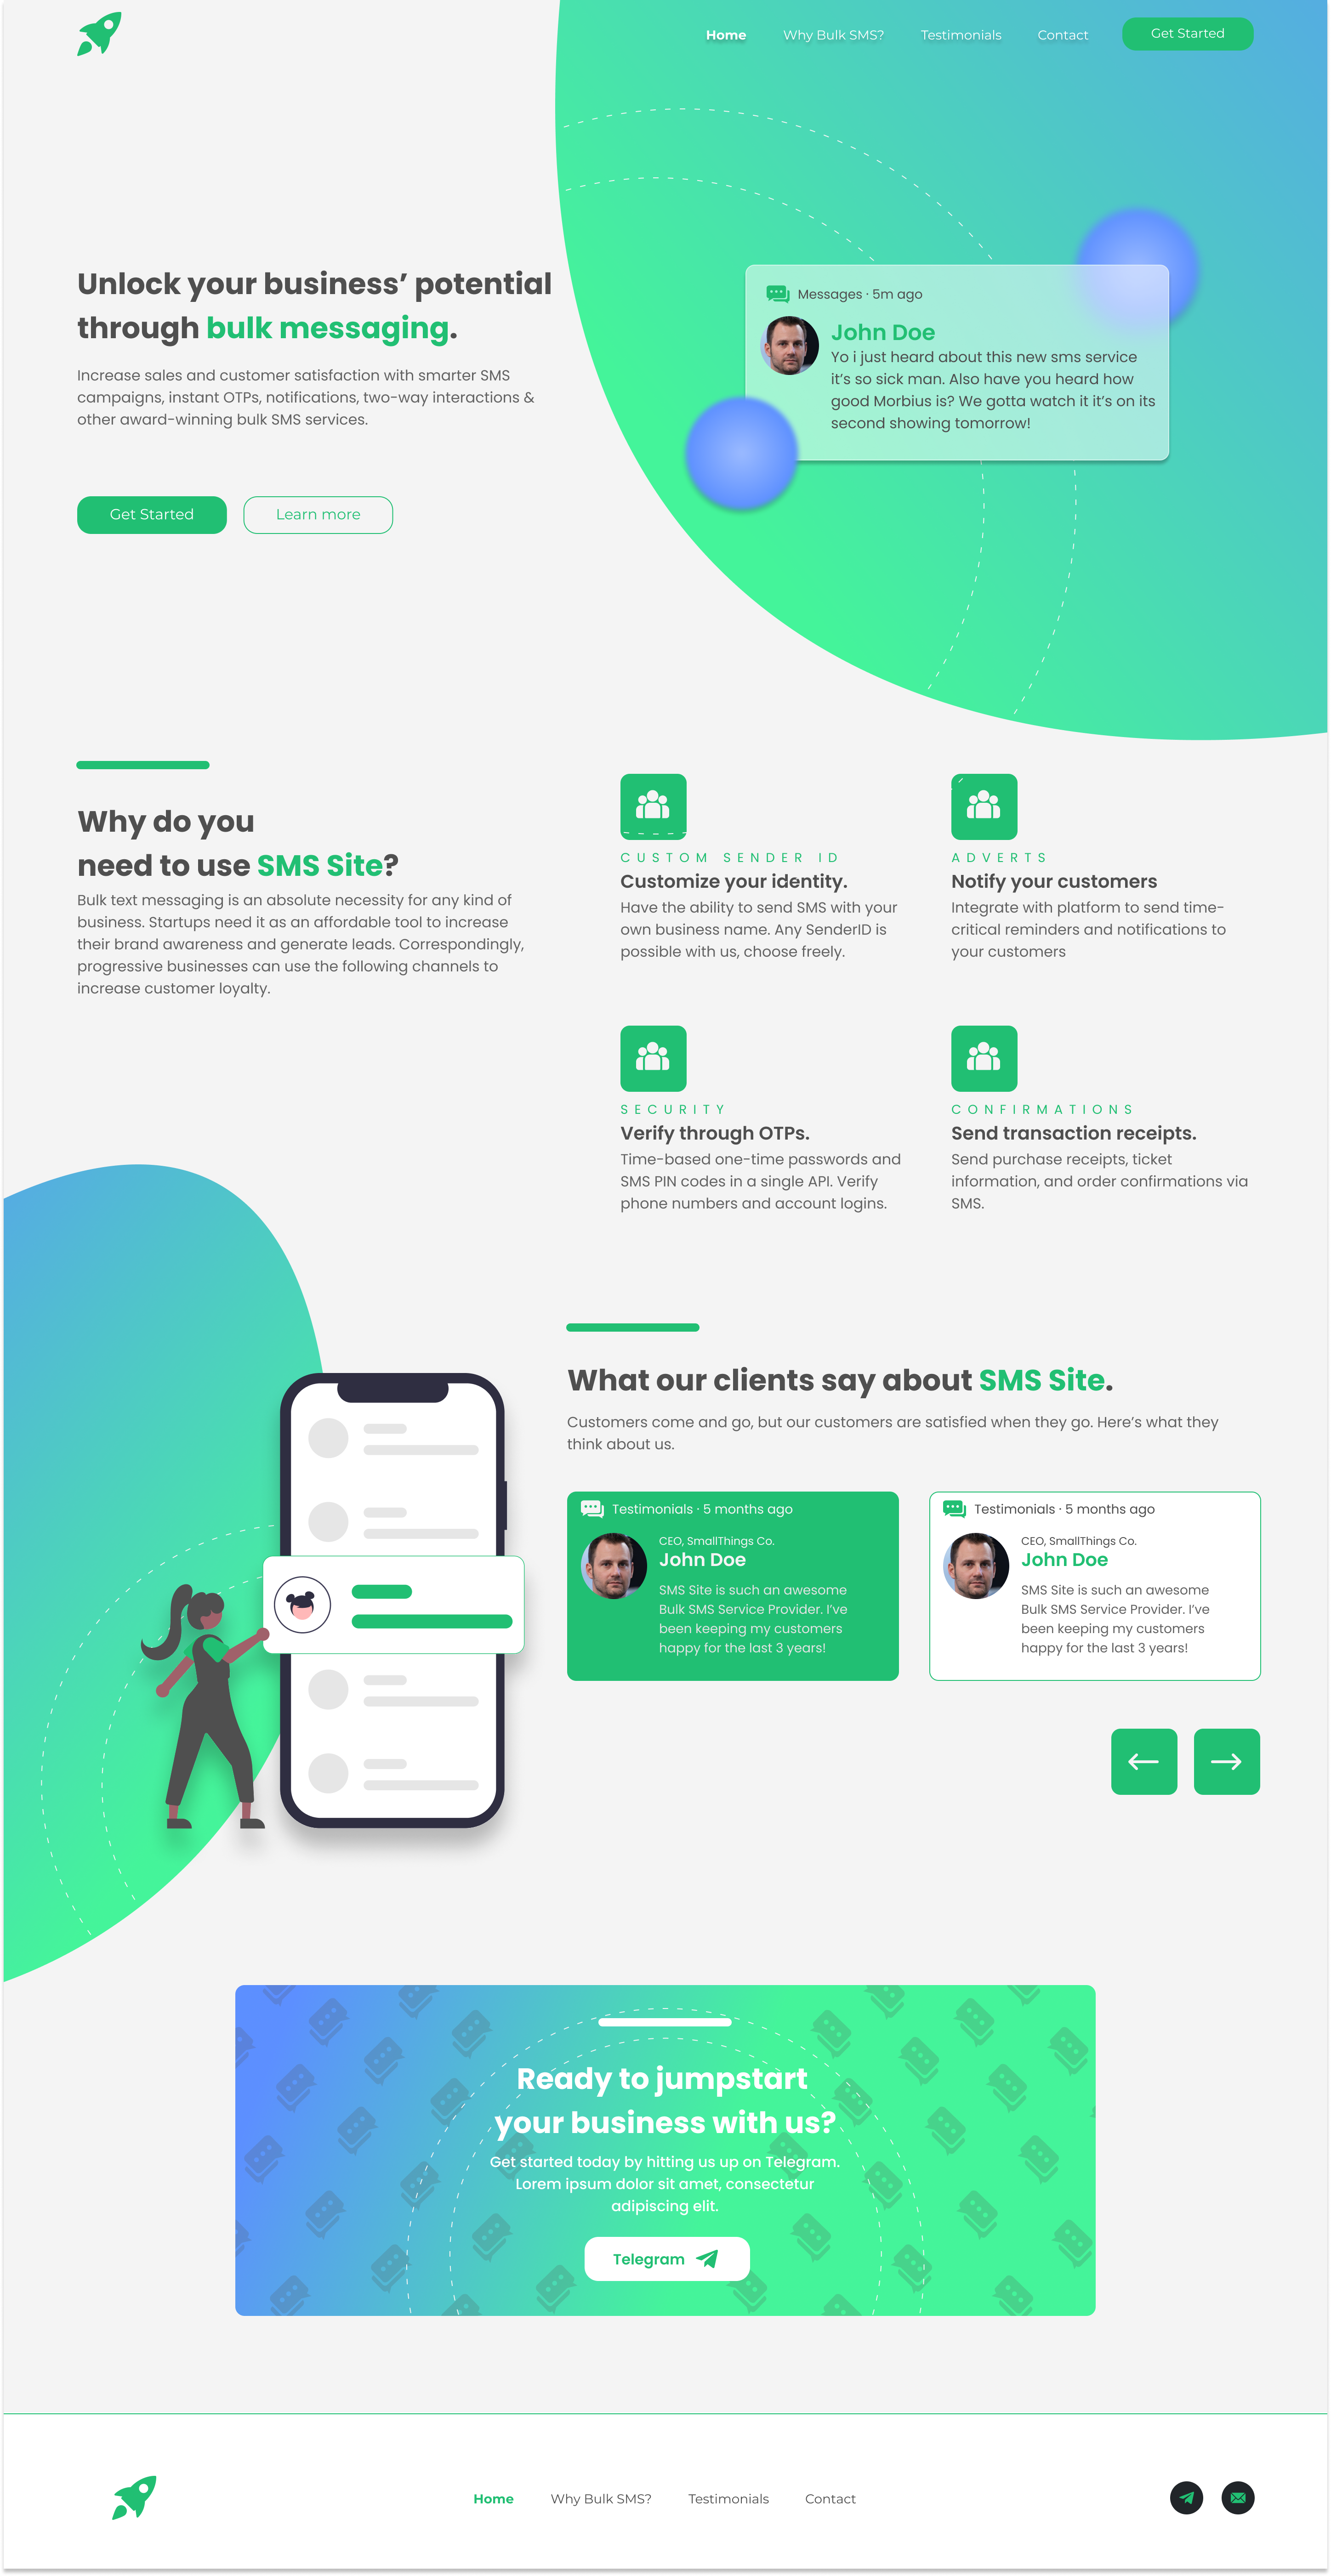 Home
Why Bulk SMS?
Testimonials
Contact
Get Started
Messages · 5m ago
John Doe
Yo i just heard about this new sms service
it’s so sick man. Also have you heard how
good Morbius is? We gotta watch it it’s on its
second showing tomorrow!
Unlock your business’ potential
through bulk messaging.
Increase sales and customer satisfaction with smarter SMS
campaigns, instant OTPs, notifications, two-way interactions &
other award-winning bulk SMS services.
Get Started
Learn more
Why do you
need to use SMS Site?
Bulk text messaging is an absolute necessity for any kind of
business. Startups need it as an affordable tool to increase
their brand awareness and generate leads. Correspondingly,
progressive businesses can use the following channels to
increase customer loyalty.
CUSTOM SENDER ID
Customize your identity.
Have the ability to send SMS with your
own business name. Any SenderID is
possible with us, choose freely.
ADVERTS
Notify your customers
Integrate with platform to send time-
critical reminders and notifications to
your customers
SECURITY
Verify through OTPs.
Time-based one-time passwords and
SMS PIN codes in a single API. Verify
phone numbers and account logins.
CONFIRMATIONS
Send transaction receipts.
Send purchase receipts, ticket
information, and order confirmations via
SMS.
What our clients say about SMS Site.
Customers come and go, but our customers are satisfied when they go. Here’s what they
think about us.
Testimonials · 5 months ago
CEO, SmallThings Co.
John Doe
SMS Site is such an awesome
Bulk SMS Service Provider. I’ve
been keeping my customers
happy for the last 3 years!
Testimonials · 5 months ago
CEO, SmallThings Co.
John Doe
SMS Site is such an awesome
Bulk SMS Service Provider. I’ve
been keeping my customers
happy for the last 3 years!
Ready to jumpstart
your business with us?
Get started today by hitting us up on Telegram.
Lorem ipsum dolor sit amet, consectetur
adipiscing elit.
Telegram
Home
Why Bulk SMS?
Testimonials
Contact